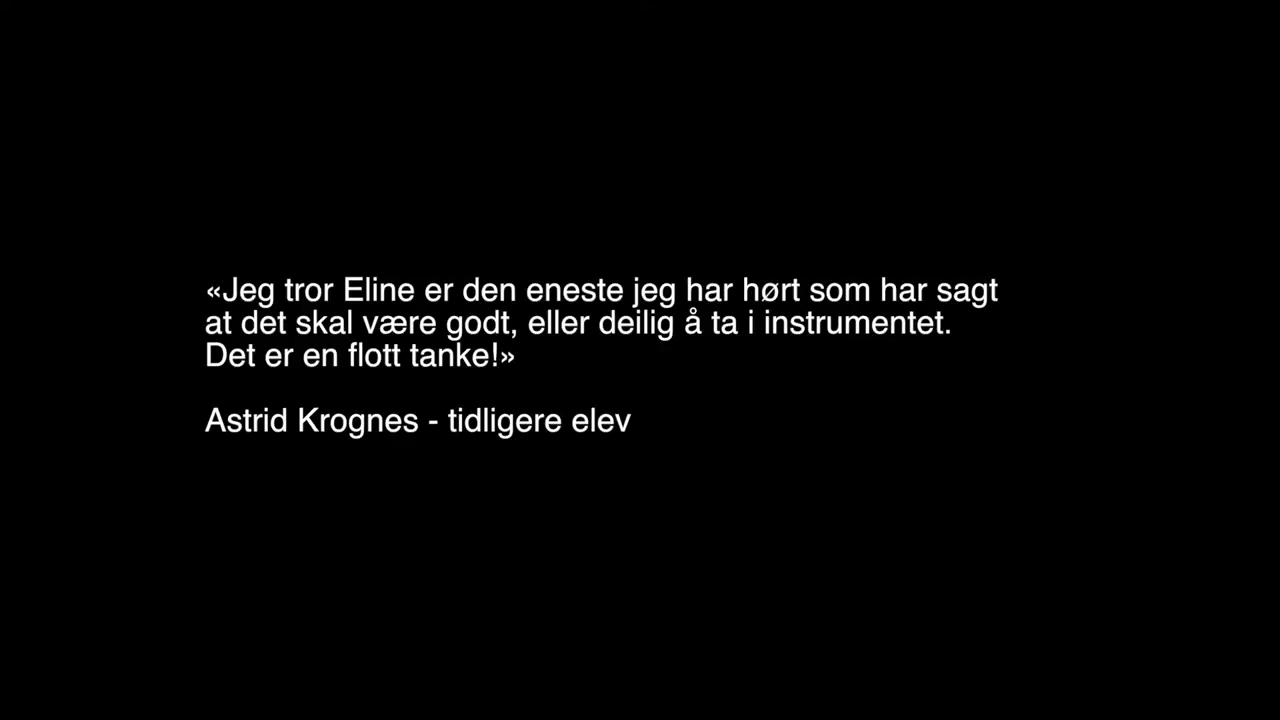 «Jeg tror Eline er den eneste jeg har hørt som har sagt
at det skal være godt, eller deilig å ta i instrumentet.
Det er en flott tanke!»
Astrid Krognes - tidligere elev